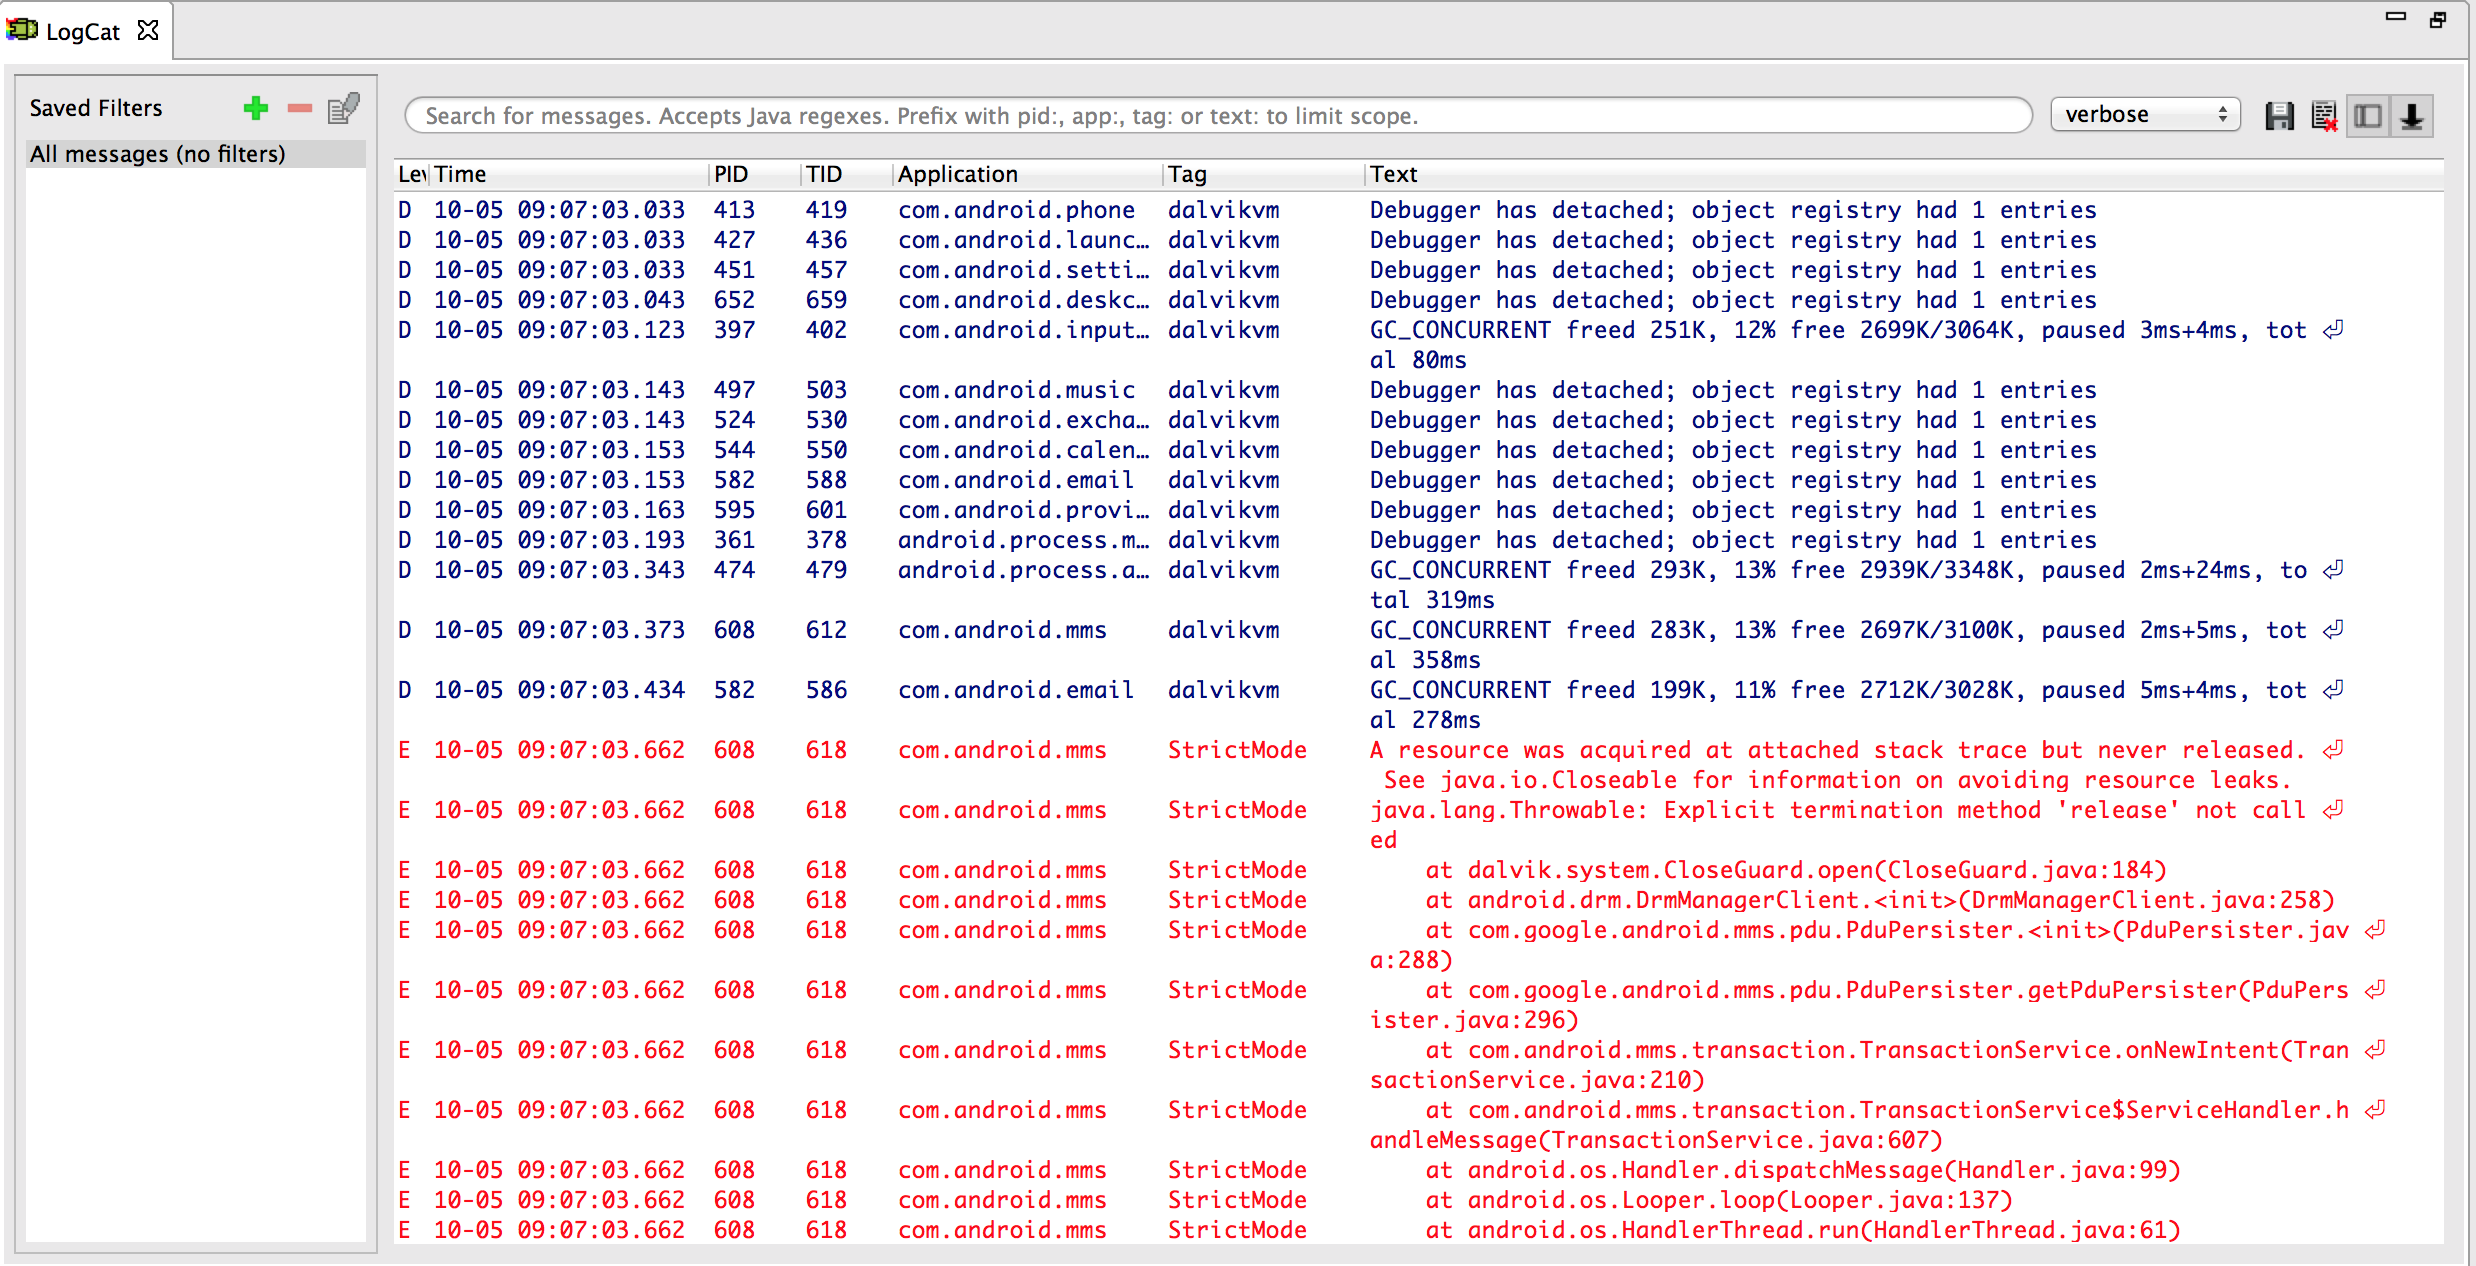 LogCat
Saved Filters
All messages (no filters)
Search for messages. Accepts Java regexes. Prefix with pid:, app:, tag: or text: to limit scope.
verbose
Lev Time PID TID Application Tag Text
D 10-05 09:07:03.033 413 419 com.android.phone dalvikvm Debugger has detached; object registry had 1 entries
D 10-05 09:07:03.033 427 436 com.android.launc… dalvikvm Debugger has detached; object registry had 1 entries
D 10-05 09:07:03.033 451 457 com.android.setti… dalvikvm Debugger has detached; object registry had 1 entries
D 10-05 09:07:03.043 652 659 com.android.deskc… dalvikvm Debugger has detached; object registry had 1 entries
D 10-05 09:07:03.123 397 402 com.android.input… dalvikvm GC_CONCURRENT freed 251K, 12% free 2699K/3064K, paused 3ms+4ms, tot
al 80ms
D 10-05 09:07:03.143 497 503 com.android.music dalvikvm Debugger has detached; object registry had 1 entries
D 10-05 09:07:03.143 524 530 com.android.excha… dalvikvm Debugger has detached; object registry had 1 entries
D 10-05 09:07:03.153 544 550 com.android.calen… dalvikvm Debugger has detached; object registry had 1 entries
D 10-05 09:07:03.153 582 588 com.android.email dalvikvm Debugger has detached; object registry had 1 entries
D 10-05 09:07:03.163 595 601 com.android.provi… dalvikvm Debugger has detached; object registry had 1 entries
D 10-05 09:07:03.193 361 378 android.process.m… dalvikvm Debugger has detached; object registry had 1 entries
D 10-05 09:07:03.343 474 479 android.process.a… dalvikvm GC_CONCURRENT freed 293K, 13% free 2939K/3348K, paused 2ms+24ms, to
tal 319ms
D 10-05 09:07:03.373 608 612 com.android.mms dalvikvm GC_CONCURRENT freed 283K, 13% free 2697K/3100K, paused 2ms+5ms, tot
al 358ms
D 10-05 09:07:03.434 582 586 com.android.email dalvikvm GC_CONCURRENT freed 199K, 11% free 2712K/3028K, paused 5ms+4ms, tot
al 278ms
E 10-05 09:07:03.662 608 618 com.android.mms StrictMode A resource was acquired at attached stack trace but never released.
See java.io.Closeable for information on avoiding resource leaks.
E 10-05 09:07:03.662 608 618 com.android.mms StrictMode java.lang.Throwable: Explicit termination method 'release' not call
ed
E 10-05 09:07:03.662 608 618 com.android.mms StrictMode at dalvik.system.CloseGuard.open(CloseGuard.java:184)
E 10-05 09:07:03.662 608 618 com.android.mms StrictMode at android.drm.DrmManagerClient.<init>(DrmManagerClient.java:258)
E 10-05 09:07:03.662 608 618 com.android.mms StrictMode at com.google.android.mms.pdu.PduPersister.<init>(PduPersister.jav
a:288)
E 10-05 09:07:03.662 608 618 com.android.mms StrictMode at com.google.android.mms.pdu.PduPersister.getPduPersister(PduPers
ister.java:296)
E 10-05 09:07:03.662 608 618 com.android.mms StrictMode at com.android.mms.transaction.TransactionService.onNewIntent(Tran
sactionService.java:210)
E 10-05 09:07:03.662 608 618 com.android.mms StrictMode at com.android.mms.transaction.TransactionService$ServiceHandler.h
andleMessage(TransactionService.java:607)
E 10-05 09:07:03.662 608 618 com.android.mms StrictMode at android.os.Handler.dispatchMessage(Handler.java:99)
E 10-05 09:07:03.662 608 618 com.android.mms StrictMode at android.os.Looper.loop(Looper.java:137)
E 10-05 09:07:03.662 608 618 com.android.mms StrictMode at android.os.HandlerThread.run(HandlerThread.java:61)